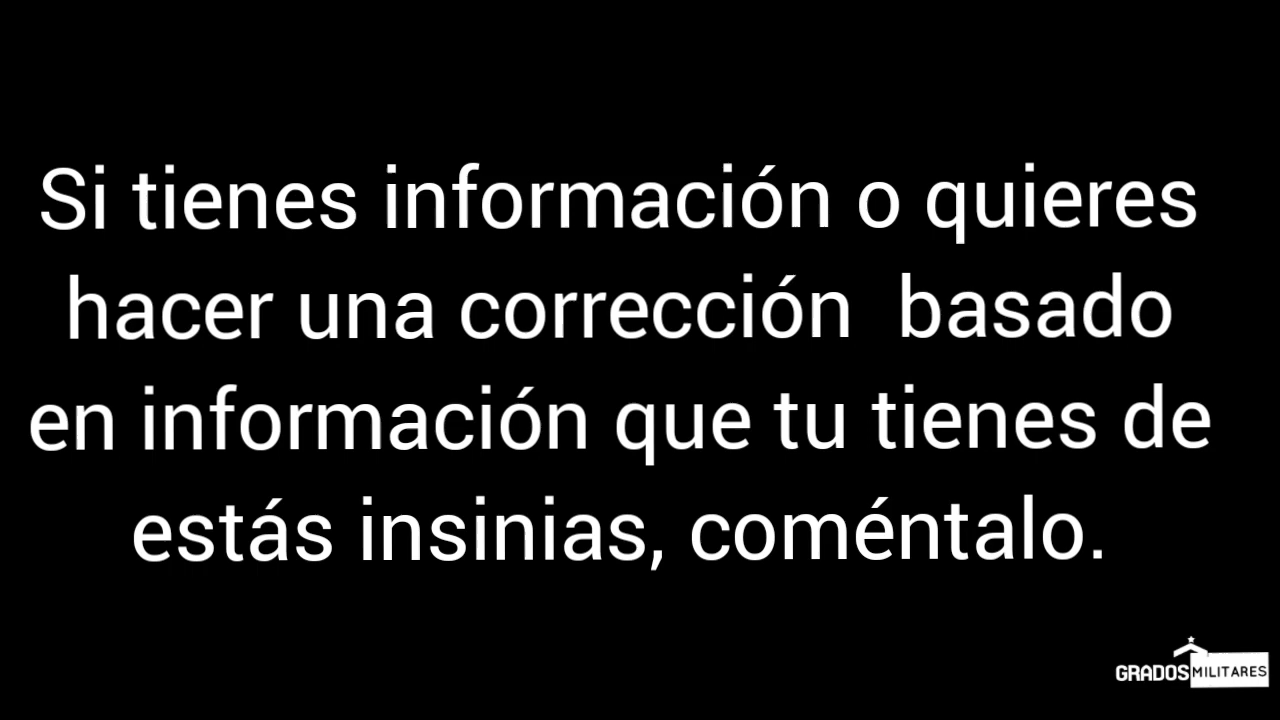 Si tienes información o quieres
hacer una corrección  basado
en información que tu tienes de
estás insinias, coméntalo.
GRADOS MILITARES